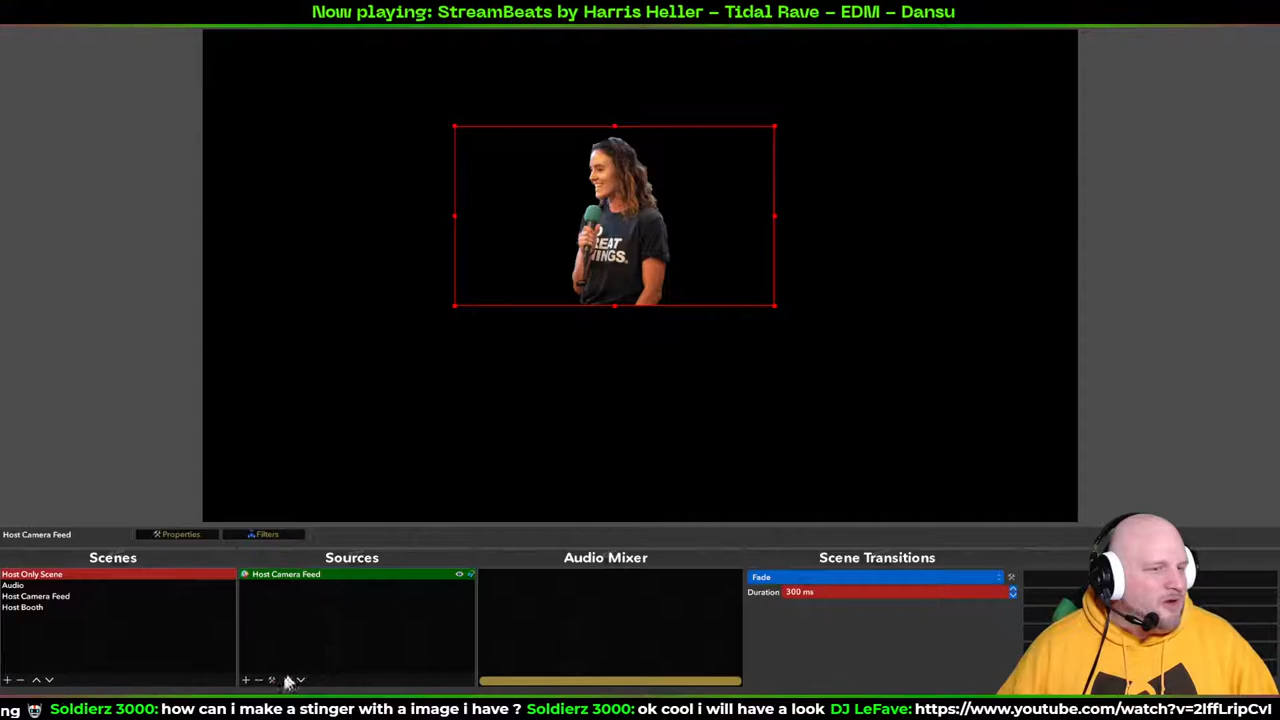 Now playing: StreamBeats by Harris Heller - Tidal Rave - EDM - Dansu
GREAT
THINGS.
Host Camera Feed
Properties
Filters
Scenes
Sources
Audio Mixer
Scene Transitions
Host Only Scene
Audio
Host Camera Feed
Host Booth
Host Camera Feed
Fade
Duration 300 ms
ng Soldierz 3000: how can i make a stinger with a image i have ? Soldierz 3000: ok cool i will have a look DJ LeFave: https://www.youtube.com/watch?v=2lffLripCvI